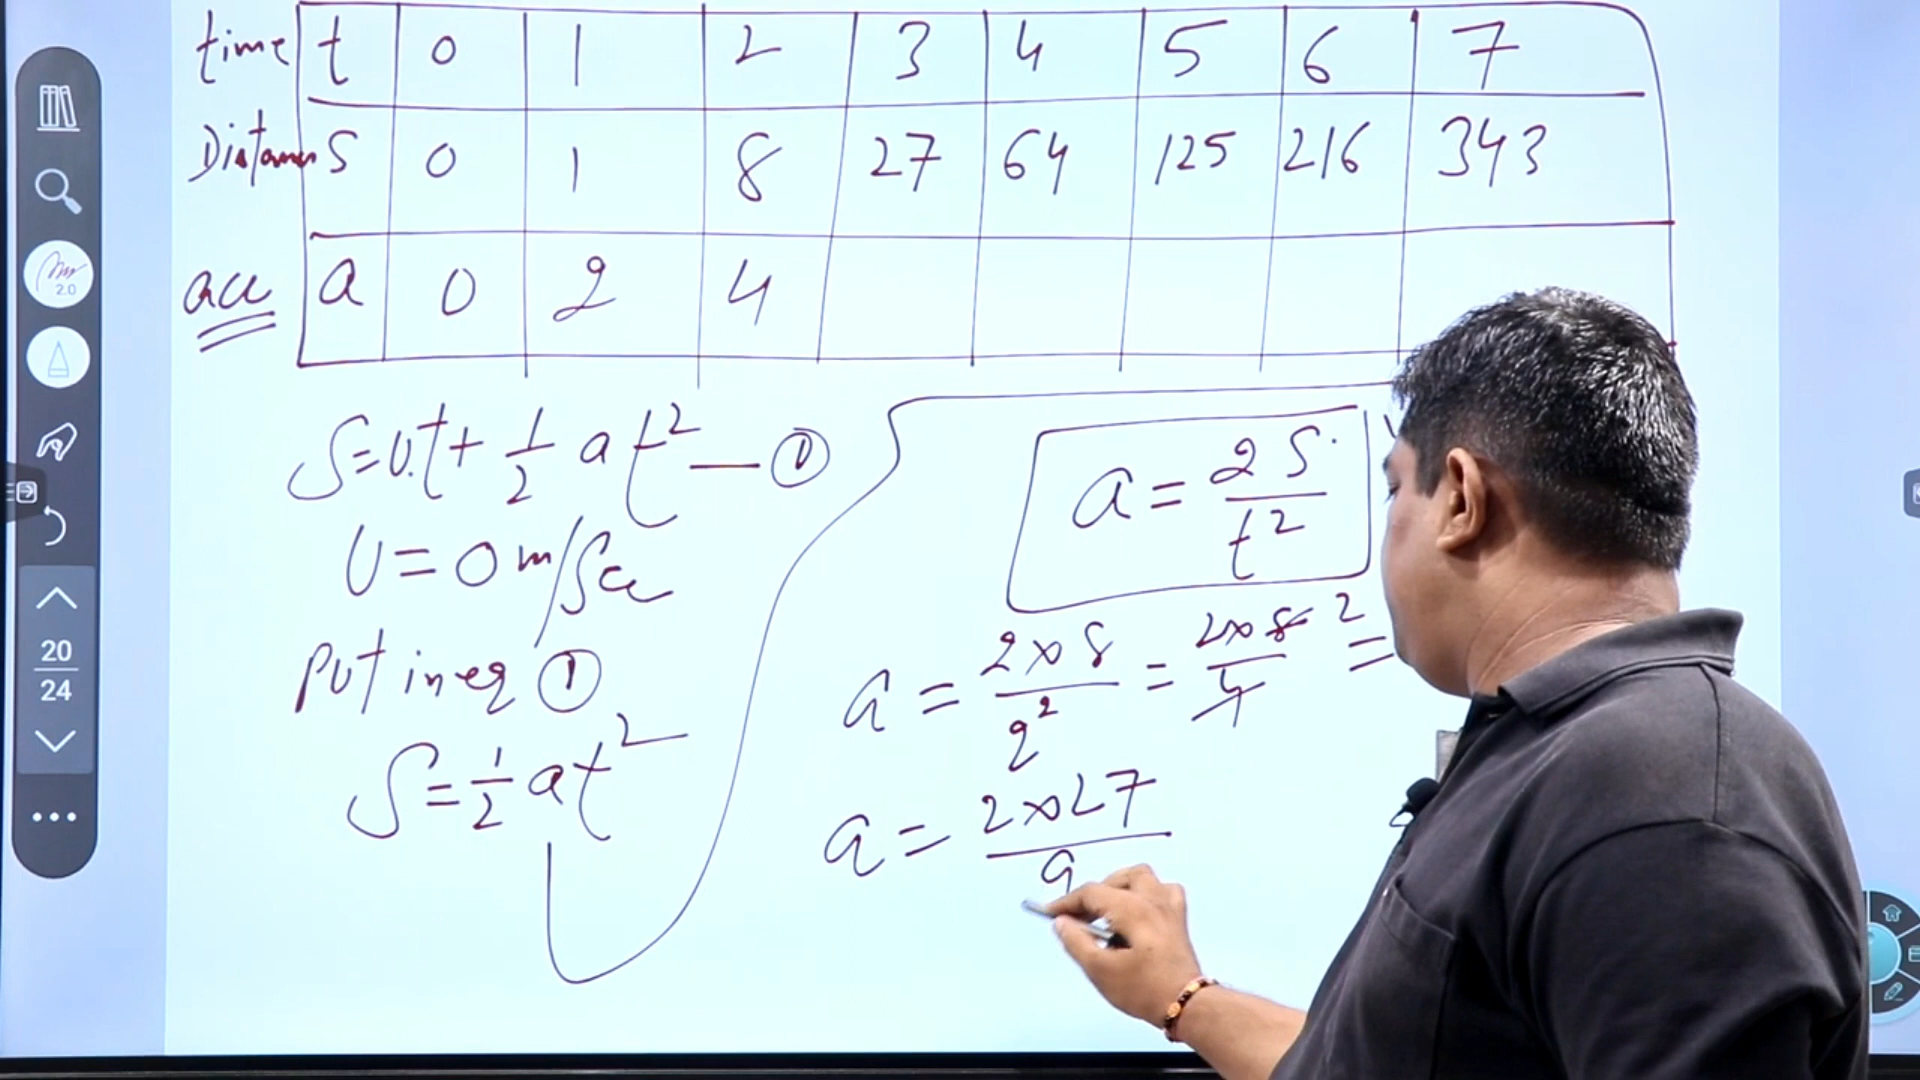 time t 0 1 2 3 4 5 6 7
Distance S 0 1 8 27 64 125 216 343
acc a 0 2 4
S=U.t+ 1/2 at² — ①
U = 0 m/Sec
Put in eq ①
S = 1/2 at²
a = 2S/t²
a = 2×8/2² = 2×8/4 2 =
a = 2×27/9
2.0
20
24